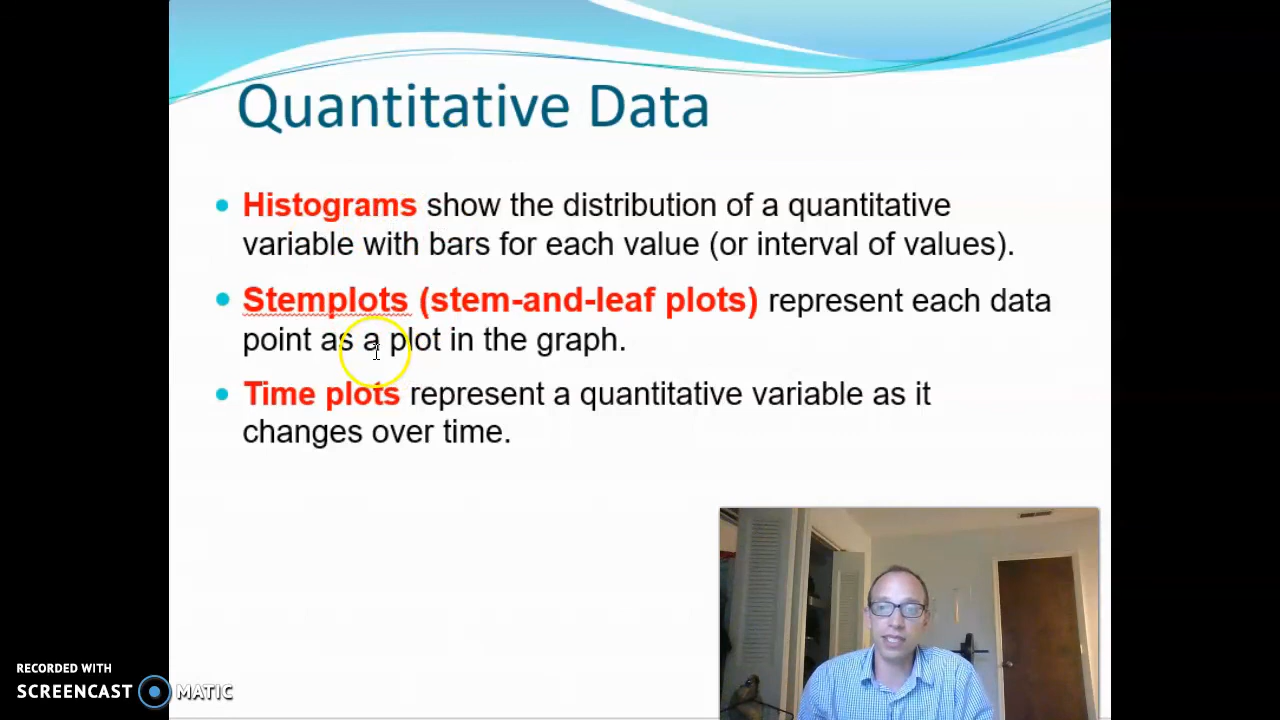 Quantitative Data
Histograms show the distribution of a quantitative
variable with bars for each value (or interval of values).
Stemplots (stem-and-leaf plots) represent each data
point as a plot in the graph.
Time plots represent a quantitative variable as it
changes over time.
RECORDED WITH
SCREENCAST MATIC